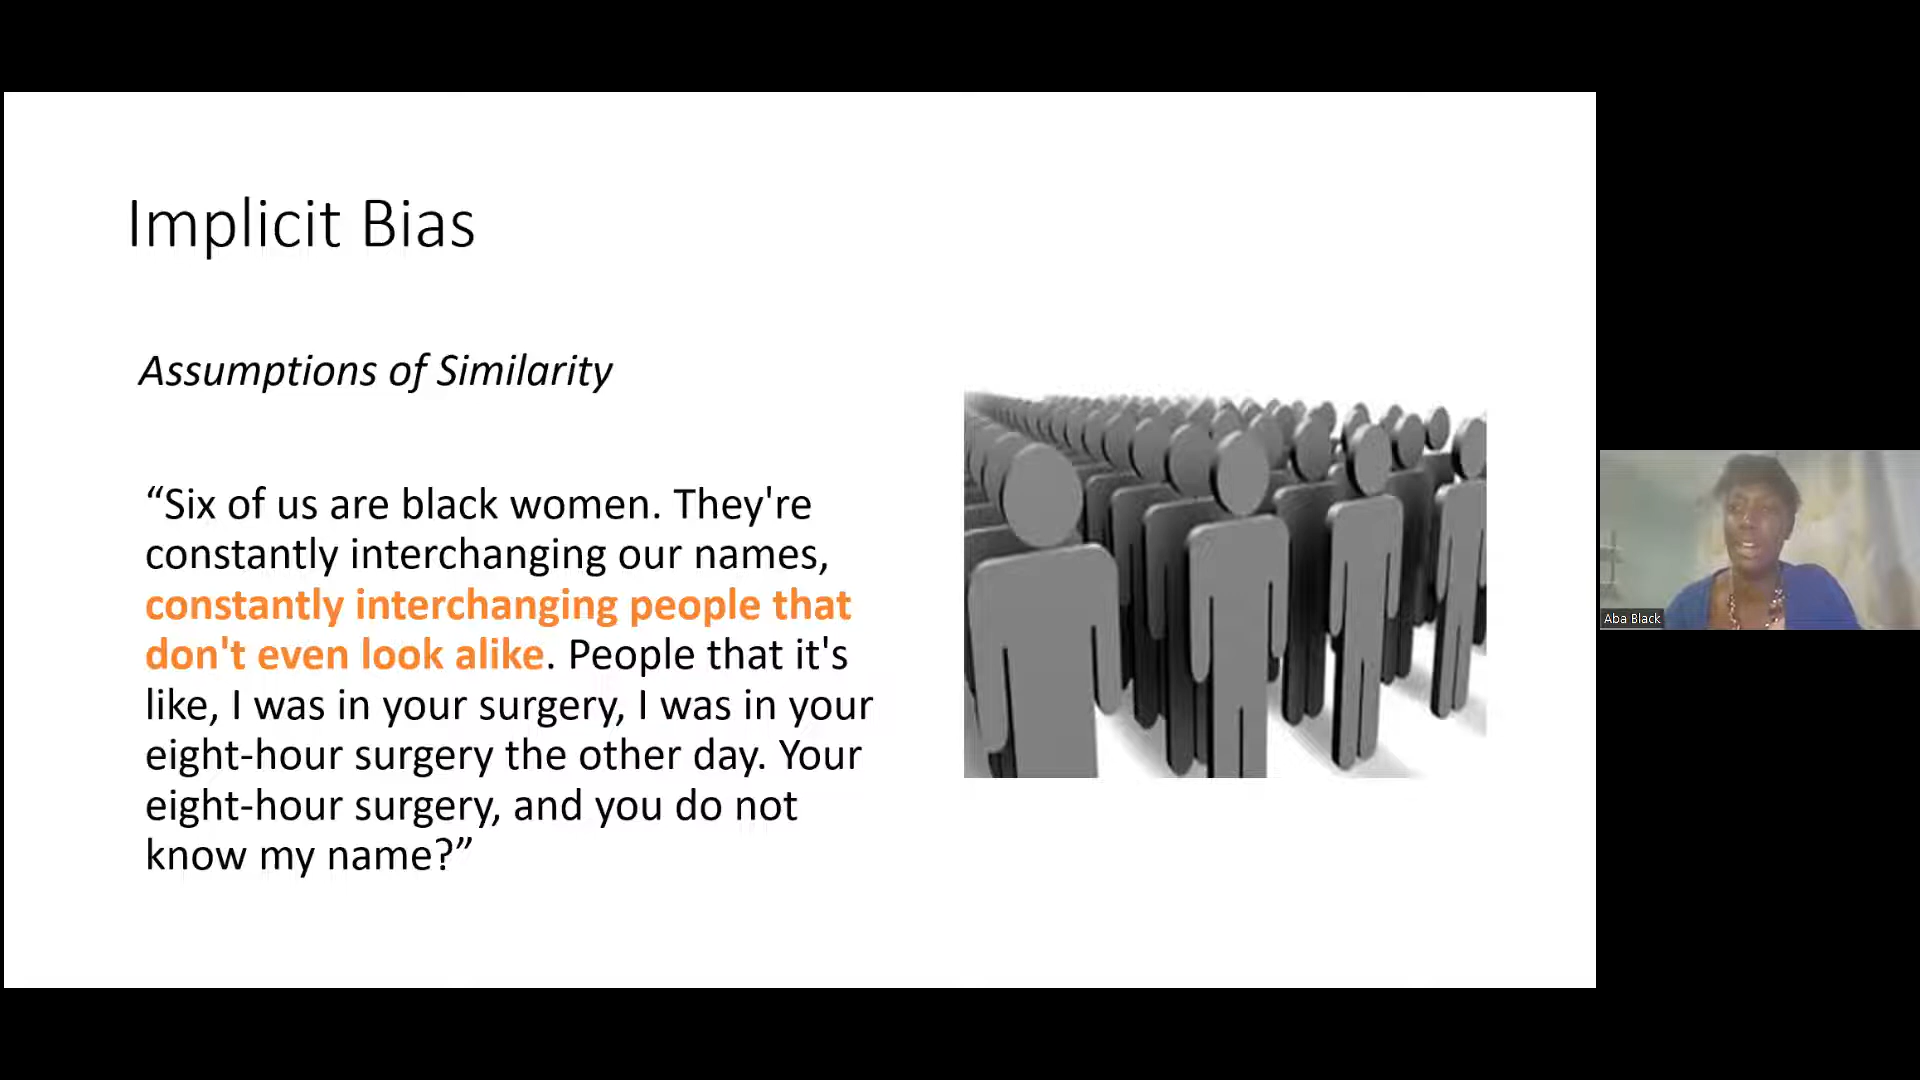 Implicit Bias
Assumptions of Similarity
“Six of us are black women. They're
constantly interchanging our names,
constantly interchanging people that
don't even look alike. People that it's
like, I was in your surgery, I was in your
eight-hour surgery the other day. Your
eight-hour surgery, and you do not
know my name?”
Aba Black